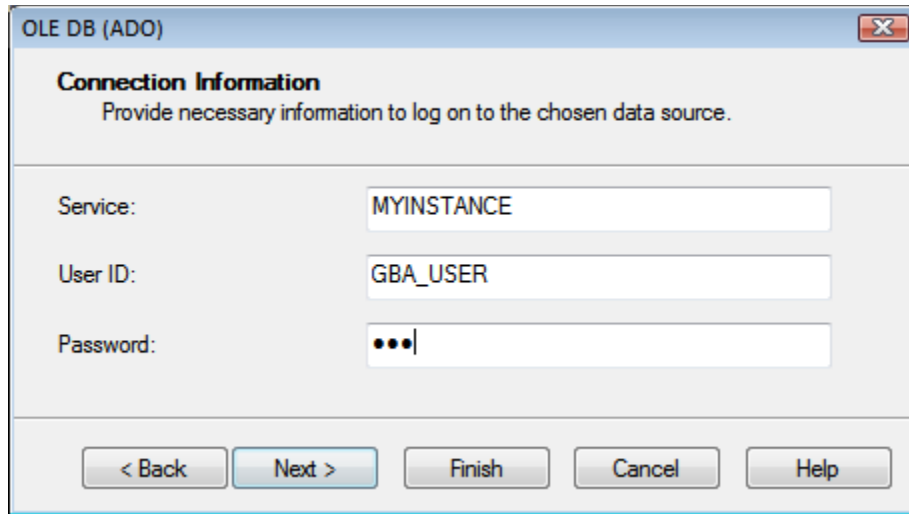 OLE DB (ADO)
Connection Information
Provide necessary information to log on to the chosen data source.
Service: MYINSTANCE
User ID: GBA_USER
Password: •••
< Back Next > Finish Cancel Help